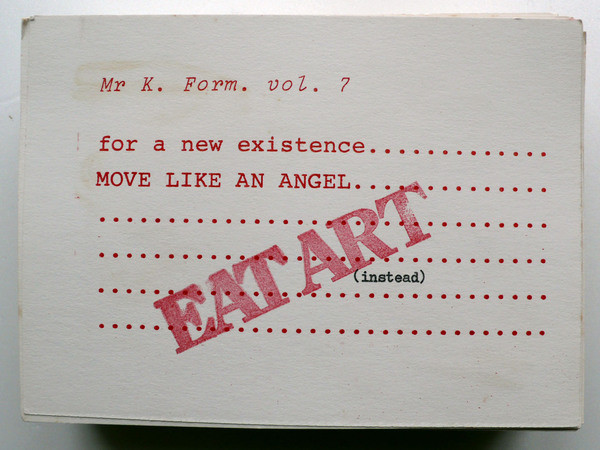 Mr K. Form. vol. 7
for a new existence.............
MOVE LIKE AN ANGEL..............
.................................
.................................
EAT ART
(instead)
.................................
.................................